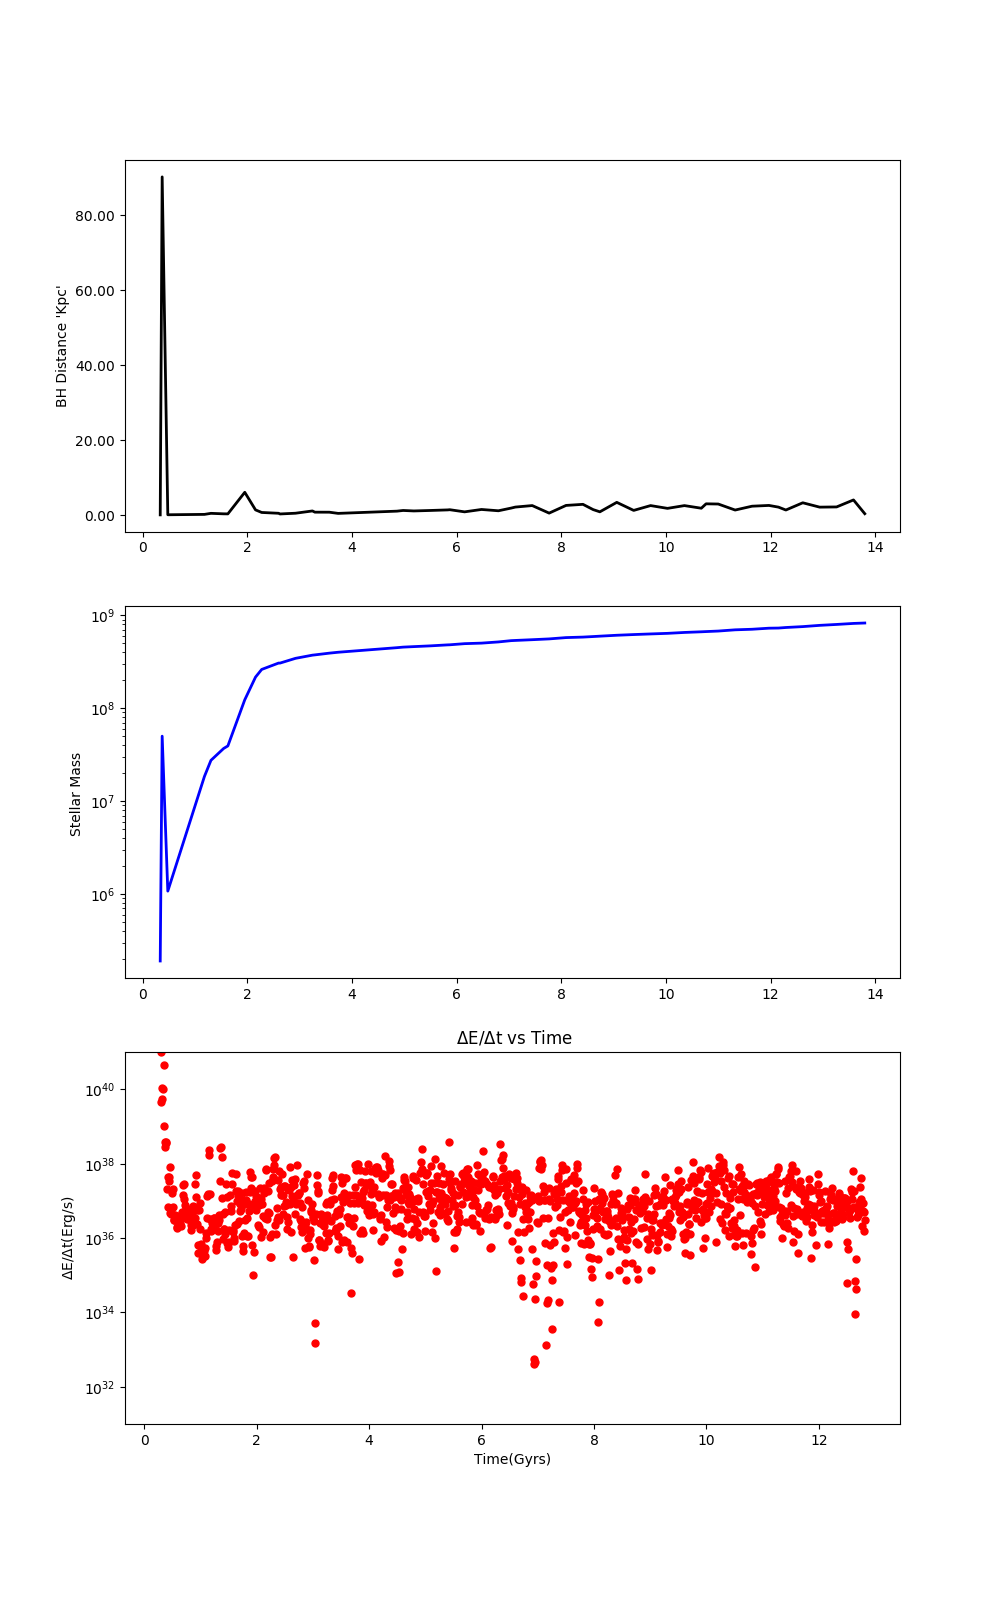 80.00
60.00
40.00
20.00
0.00
BH Distance 'Kpc'
0 2 4 6 8 10 12 14
10⁹
10⁸
10⁷
10⁶
Stellar Mass
0 2 4 6 8 10 12 14
ΔE/Δt vs Time
10⁴⁰
10³⁸
10³⁶
10³⁴
10³²
ΔE/Δt(Erg/s)
0 2 4 6 8 10 12
Time(Gyrs)